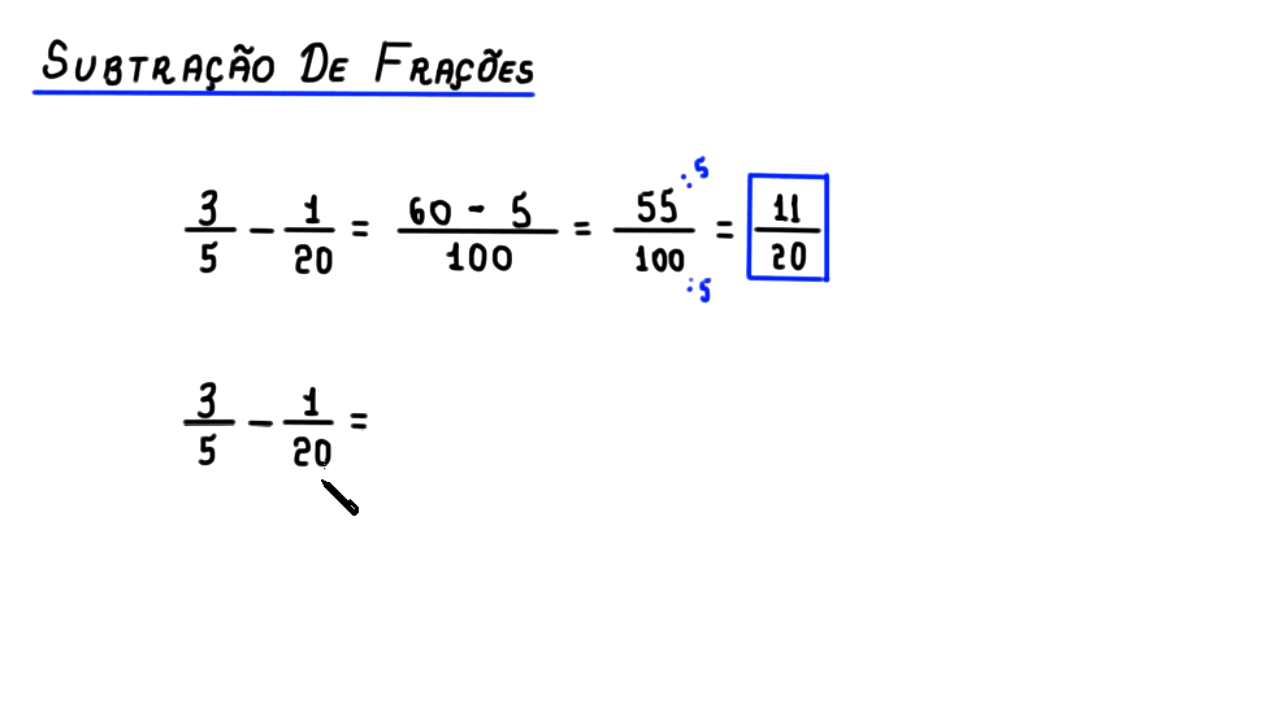 SUBTRAÇÃO DE FRAÇÕES
3/5 − 1/20 = (60 - 5)/100 = 55/100 :5 :5 = 11/20
3/5 − 1/20 =